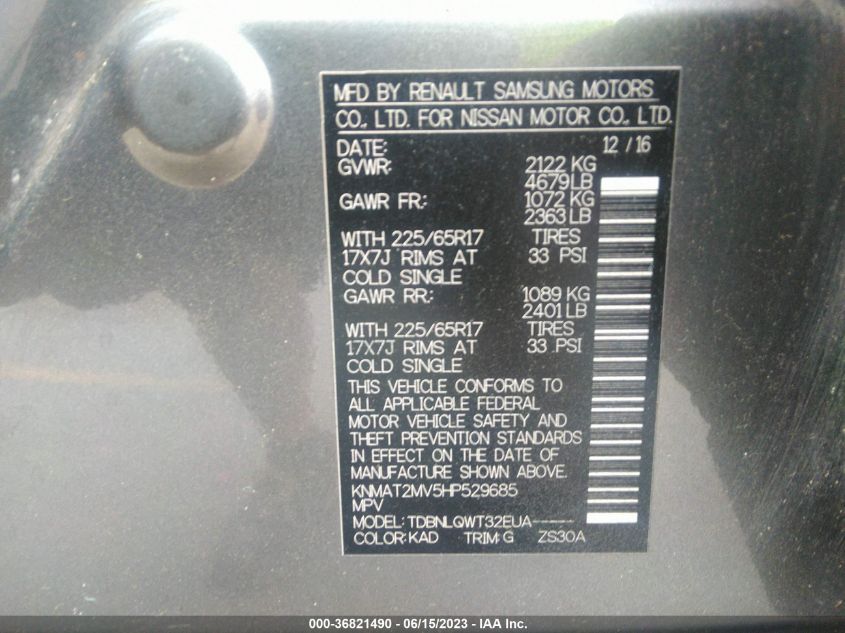 MFD BY RENAULT SAMSUNG MOTORS
CO., LTD. FOR NISSAN MOTOR CO., LTD.
DATE: 12 / 16
GVWR: 2122 KG
4679LB
GAWR FR: 1072 KG
2363LB
WITH 225/65R17 TIRES
17X7J RIMS AT 33 PSI
COLD SINGLE
GAWR RR: 1089 KG
2401LB
WITH 225/65R17 TIRES
17X7J RIMS AT 33 PSI
COLD SINGLE
THIS VEHICLE CONFORMS TO
ALL APPLICABLE FEDERAL
MOTOR VEHICLE SAFETY AND
THEFT PREVENTION STANDARDS
IN EFFECT ON THE DATE OF
MANUFACTURE SHOWN ABOVE.
KNMAT2MV5HP529685
MPV
MODEL: TDBNLQWT32EUA-----
COLOR: KAD TRIM: G ZS30A
000-36821490 - 06/15/2023 - IAA Inc.